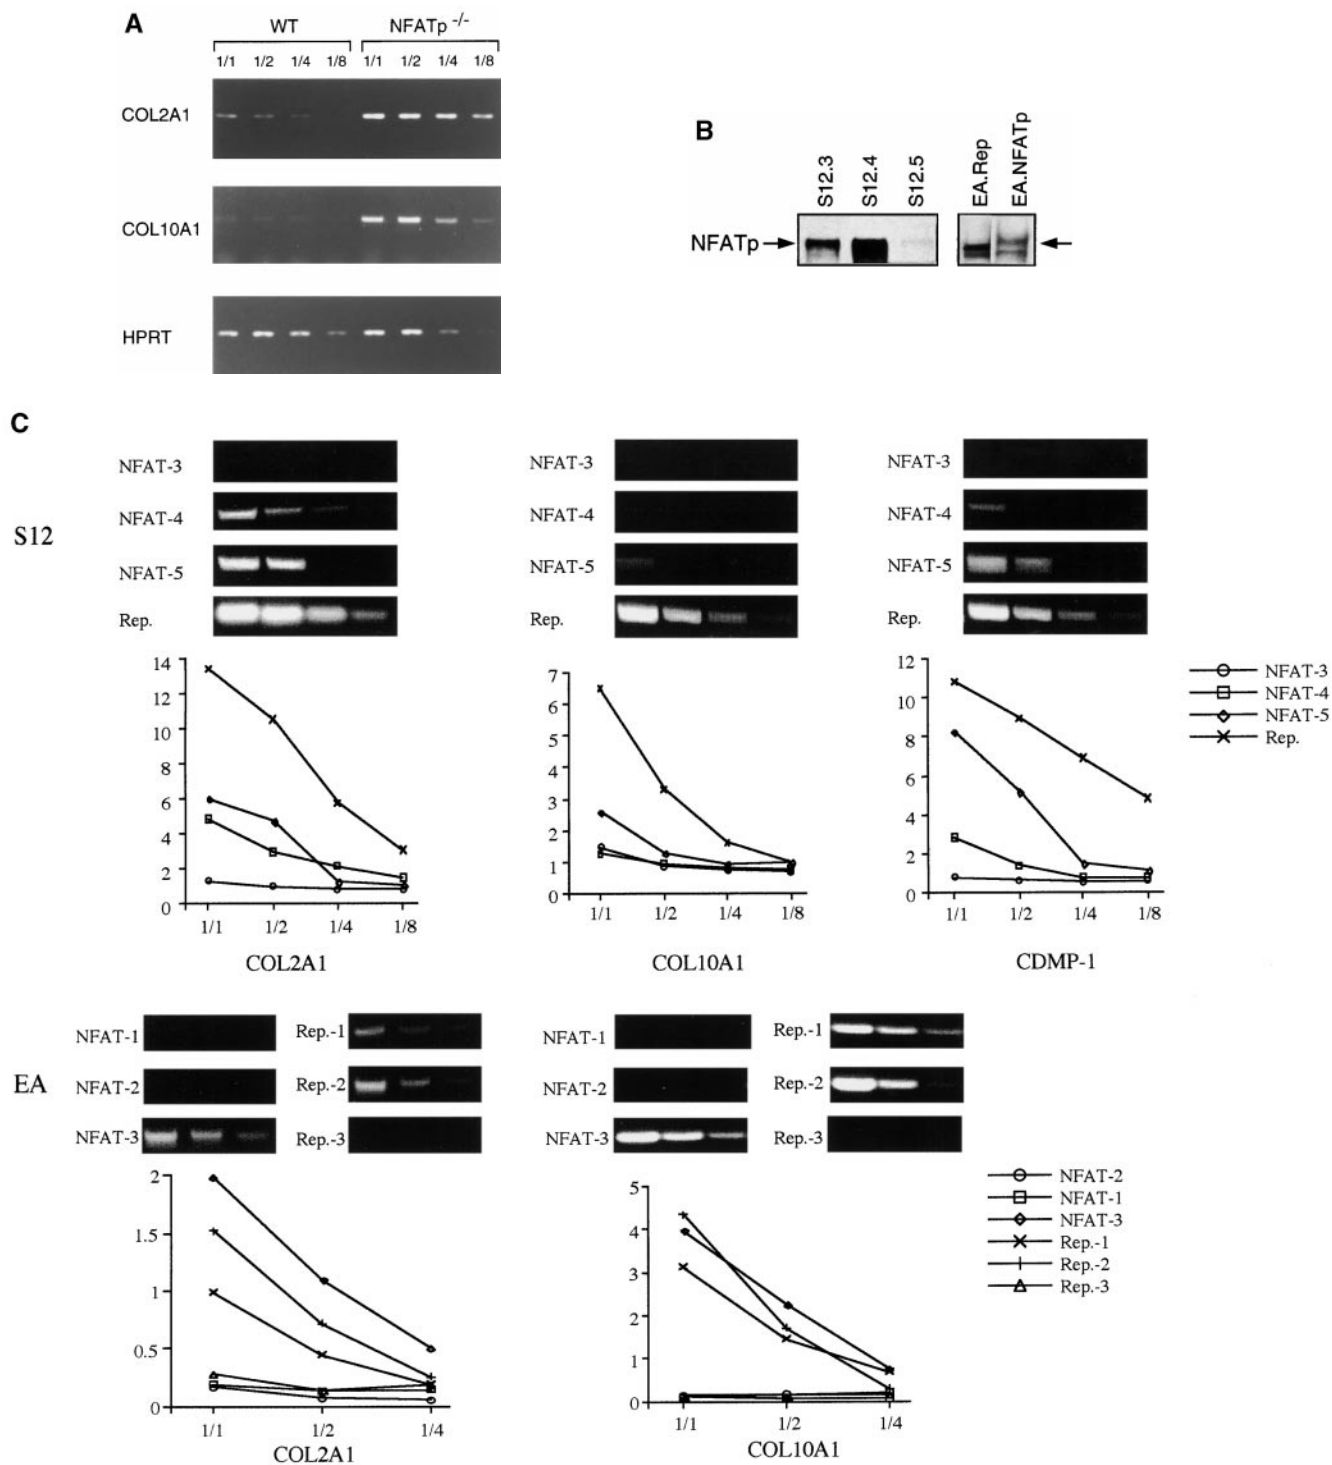 A
WT NFATp -/-
1/1 1/2 1/4 1/8 1/1 1/2 1/4 1/8
COL2A1
COL10A1
HPRT
B
S12.3 S12.4 S12.5 EA.Rep EA.NFATp
NFATp
C
S12
NFAT-3 NFAT-3 NFAT-3
NFAT-4 NFAT-4 NFAT-4
NFAT-5 NFAT-5 NFAT-5
Rep. Rep. Rep.
14
12
10
8
6
4
2
0
1/1 1/2 1/4 1/8
COL2A1
7
6
5
4
3
2
1
0
1/1 1/2 1/4 1/8
COL10A1
12
10
8
6
4
2
0
1/1 1/2 1/4 1/8
CDMP-1
NFAT-3
NFAT-4
NFAT-5
Rep.
EA
NFAT-1 Rep.-1 NFAT-1 Rep.-1
NFAT-2 Rep.-2 NFAT-2 Rep.-2
NFAT-3 Rep.-3 NFAT-3 Rep.-3
2
1.5
1
0.5
0
1/1 1/2 1/4
COL2A1
5
4
3
2
1
0
1/1 1/2 1/4
COL10A1
NFAT-2
NFAT-1
NFAT-3
Rep.-1
Rep.-2
Rep.-3